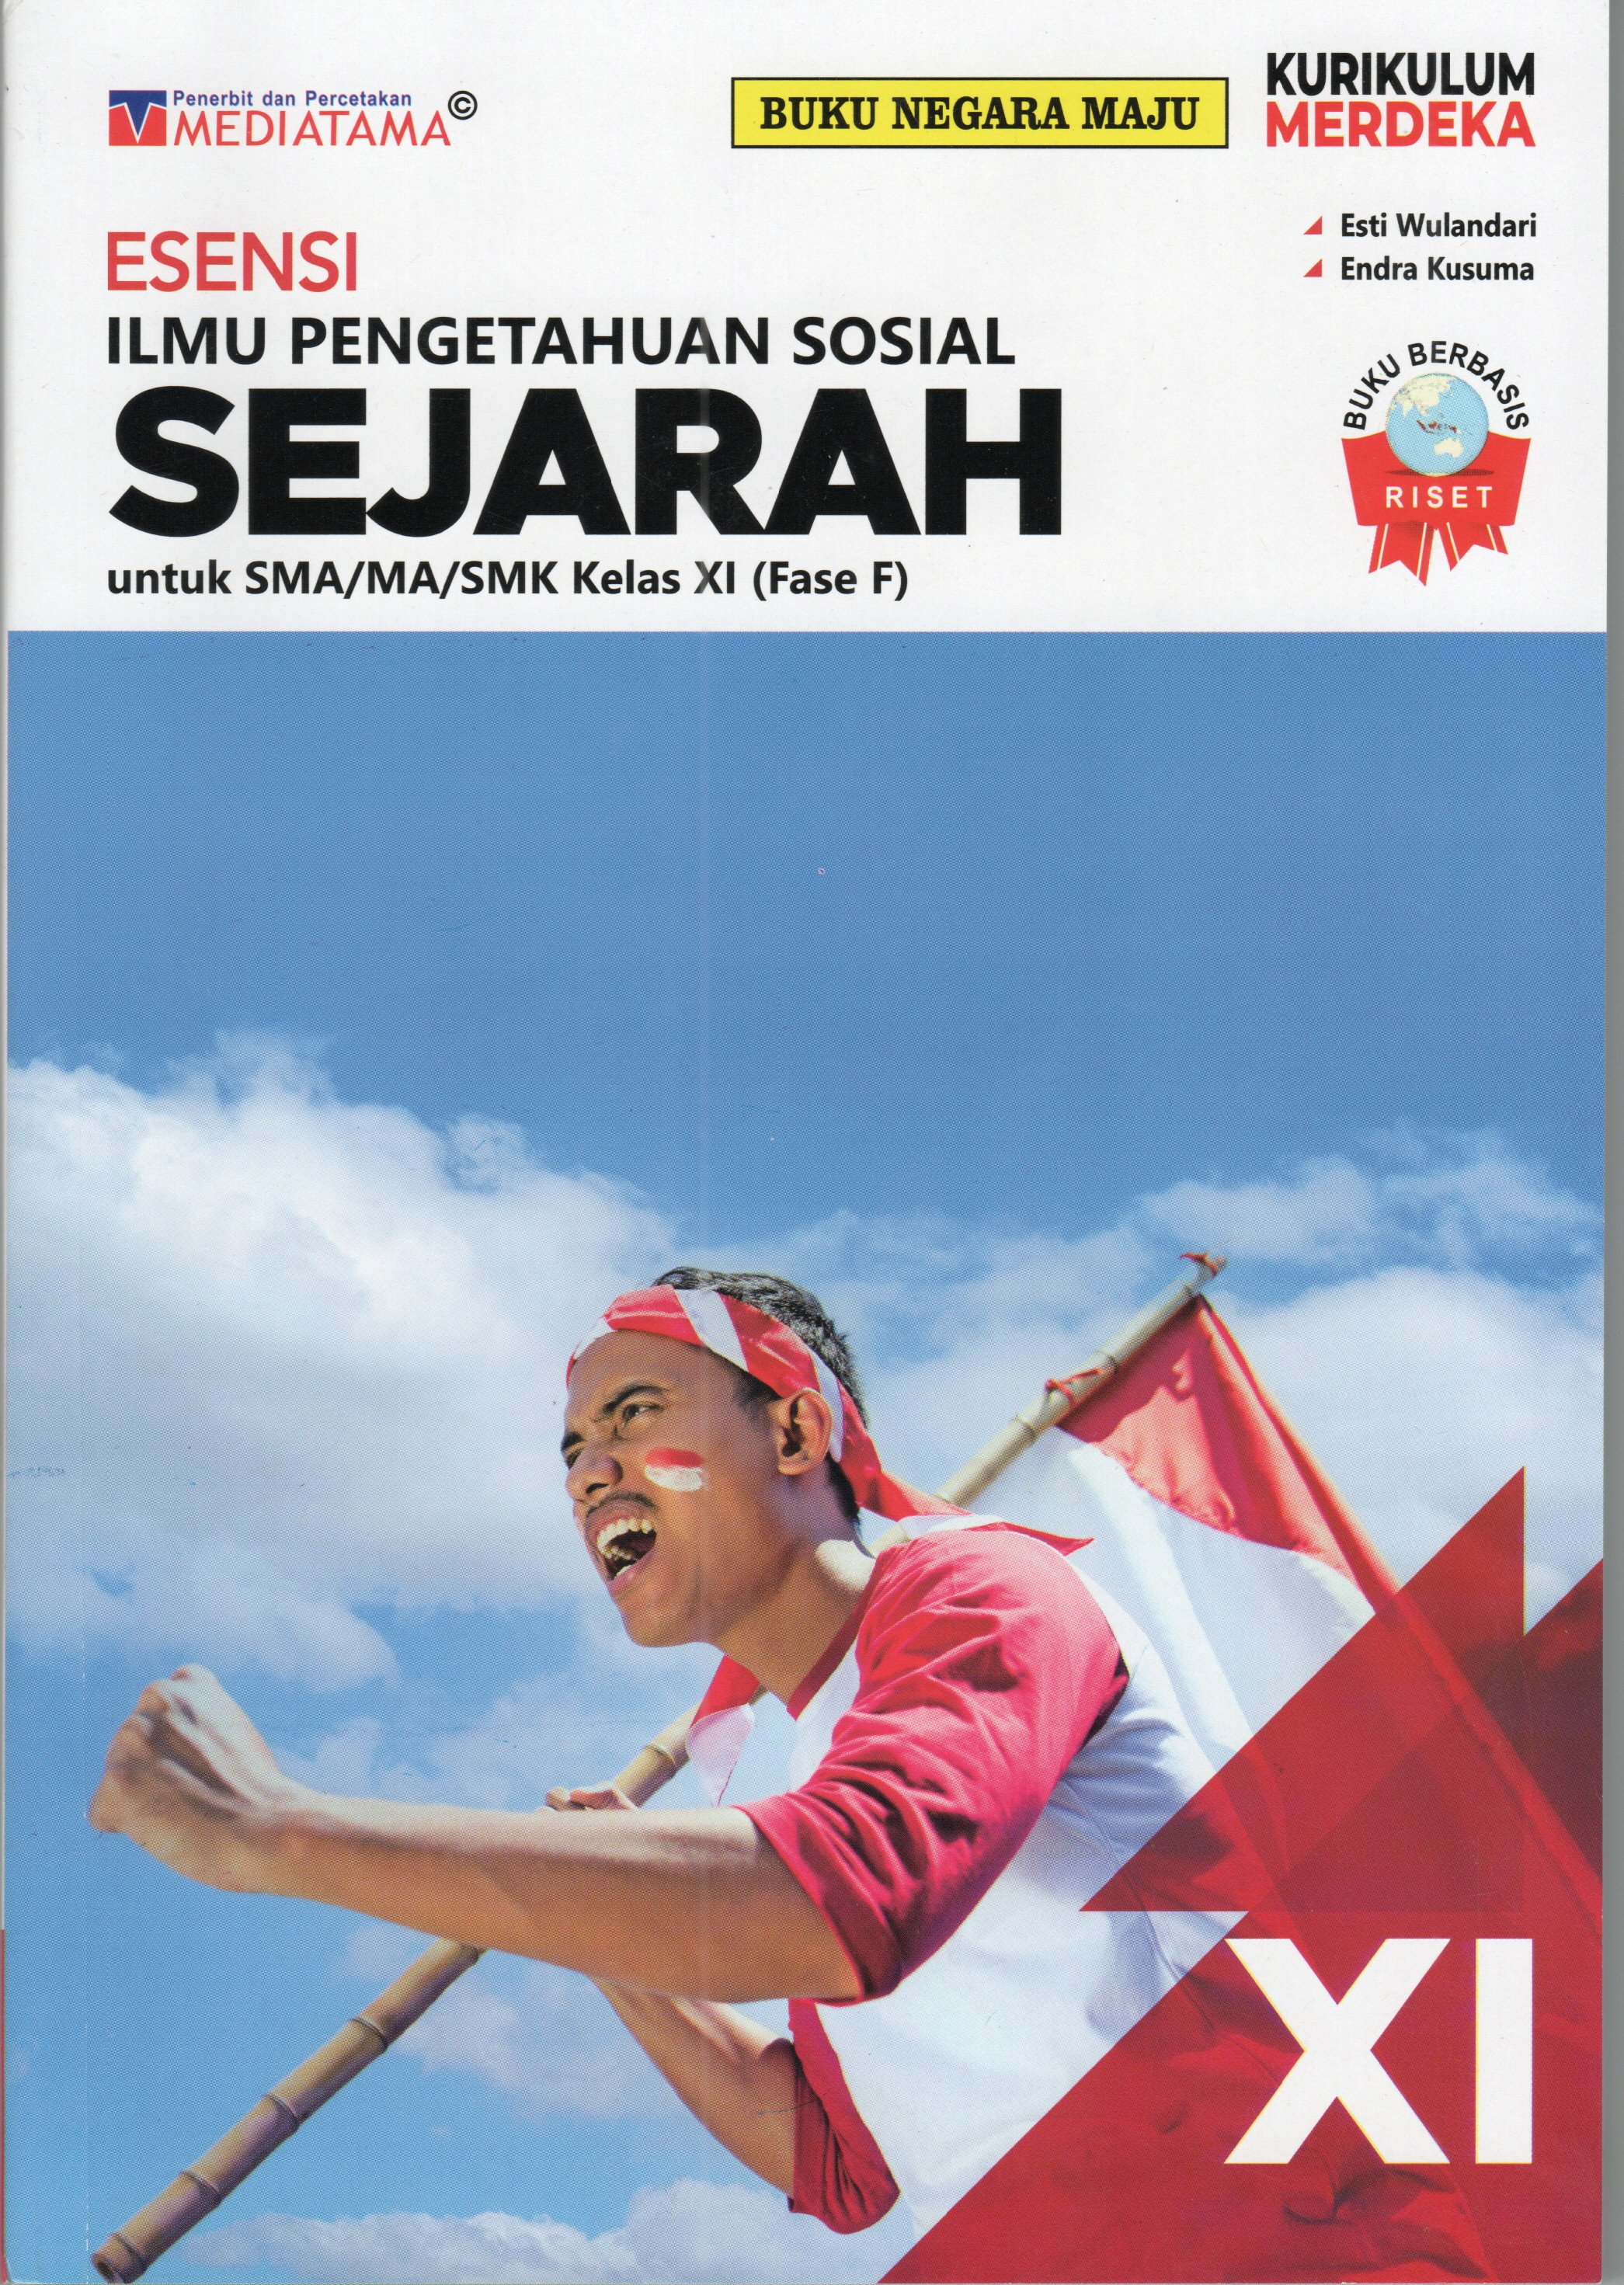 Penerbit dan Percetakan
MEDIATAMA ©
BUKU NEGARA MAJU
KURIKULUM
MERDEKA
Esti Wulandari
Endra Kusuma
ESENSI
ILMU PENGETAHUAN SOSIAL
SEJARAH
untuk SMA/MA/SMK Kelas XI (Fase F)
BUKU BERBASIS
RISET
XI